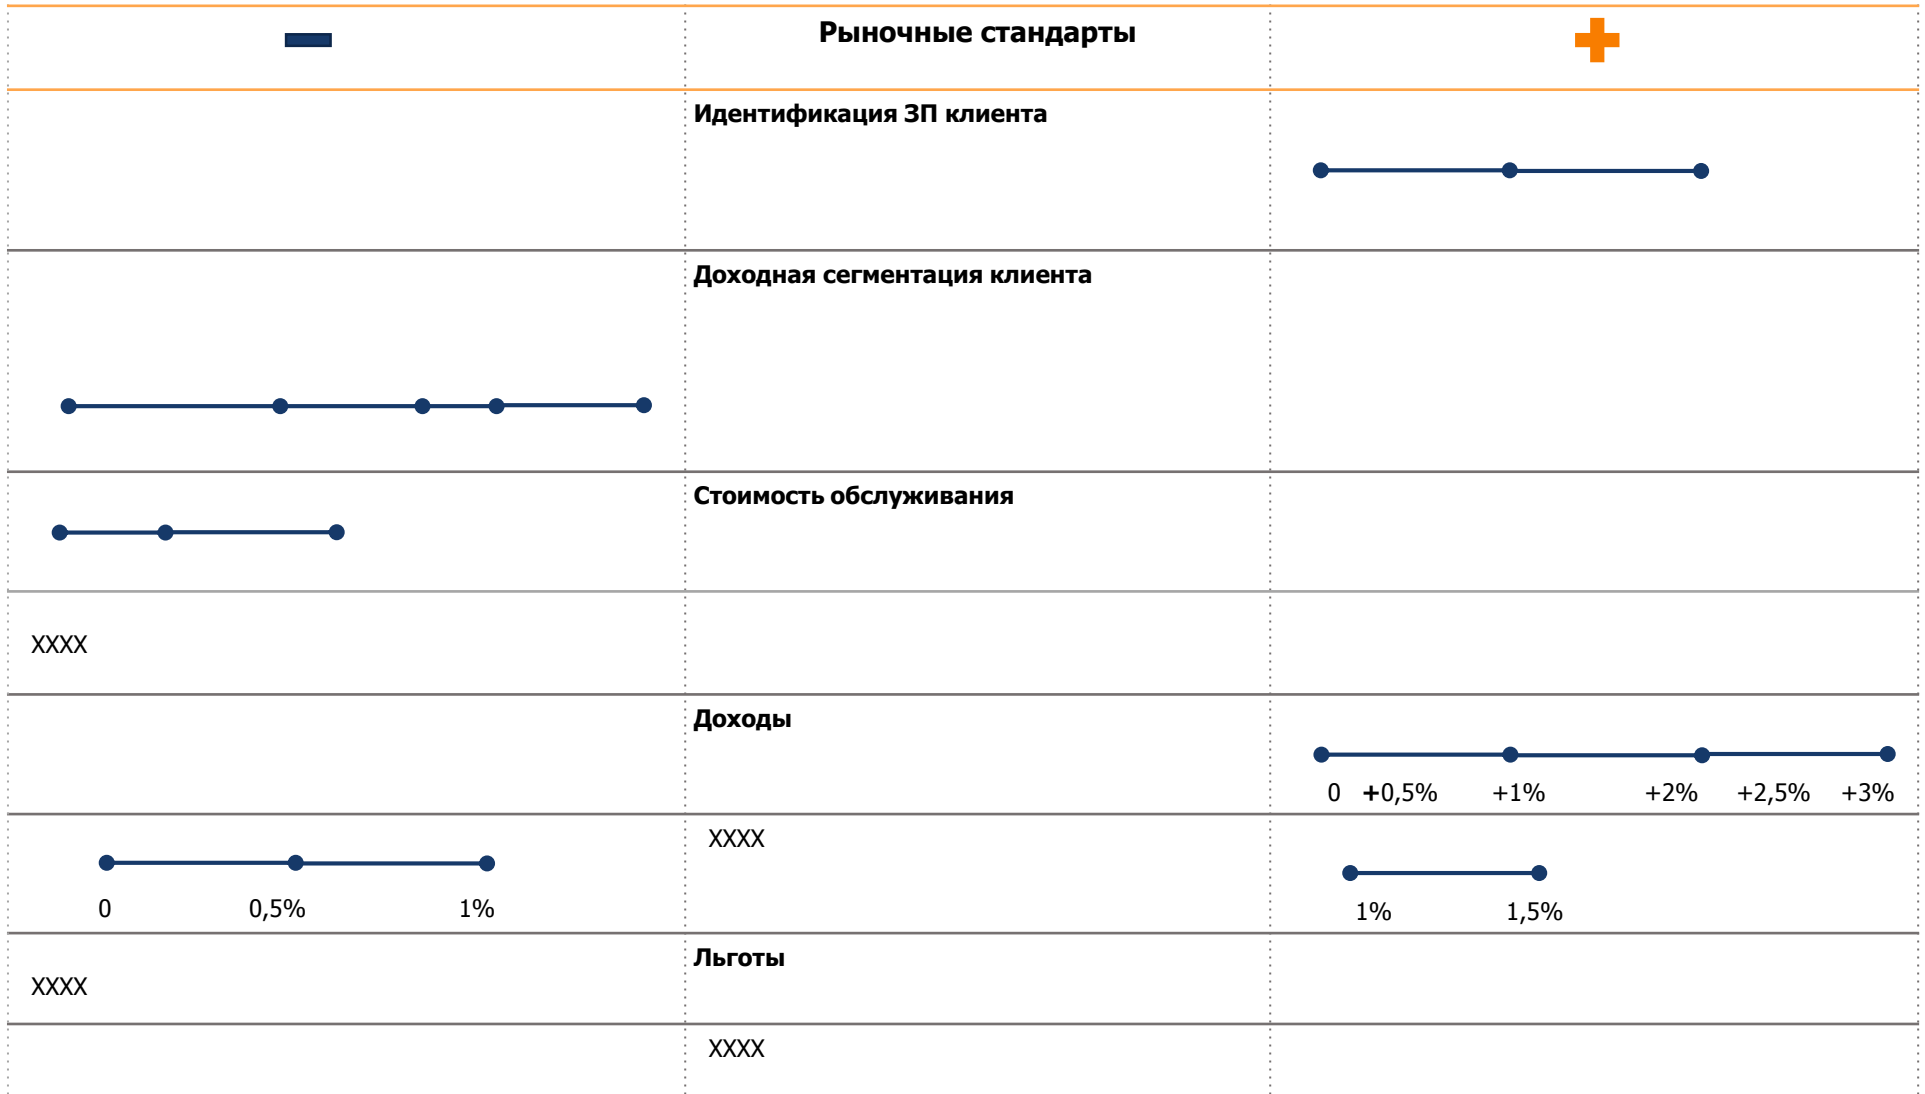 Рыночные стандарты
Идентификация ЗП клиента
Доходная сегментация клиента
Стоимость обслуживания
XXXX
Доходы
0 +0,5% +1% +2% +2,5% +3%
XXXX
0 0,5% 1%
1% 1,5%
Льготы
XXXX
XXXX